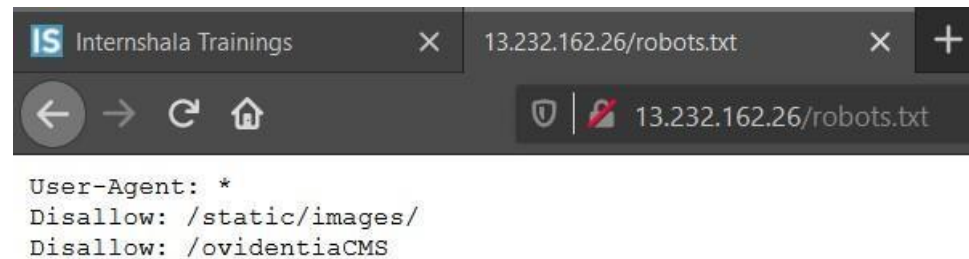 IS Internshala Trainings
13.232.162.26/robots.txt
13.232.162.26/robots.txt
User-Agent: *
Disallow: /static/images/
Disallow: /ovidentiaCMS